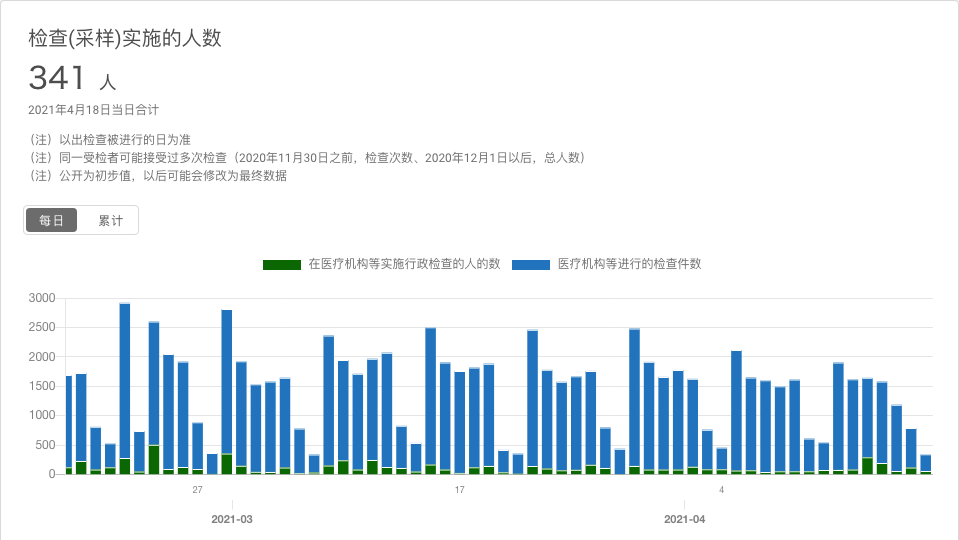 检查(采样)实施的人数
341 人
2021年4月18日当日合计
（注）以出检查被进行的日为准
（注）同一受检者可能接受过多次检查（2020年11月30日之前，检查次数、2020年12月1日以后，总人数）
（注）公开为初步值，以后可能会修改为最终数据
每日 累计
在医疗机构等实施行政检查的人的数 医疗机构等进行的检查件数
3000
2500
2000
1500
1000
500
0
27 17 4
2021-03 2021-04